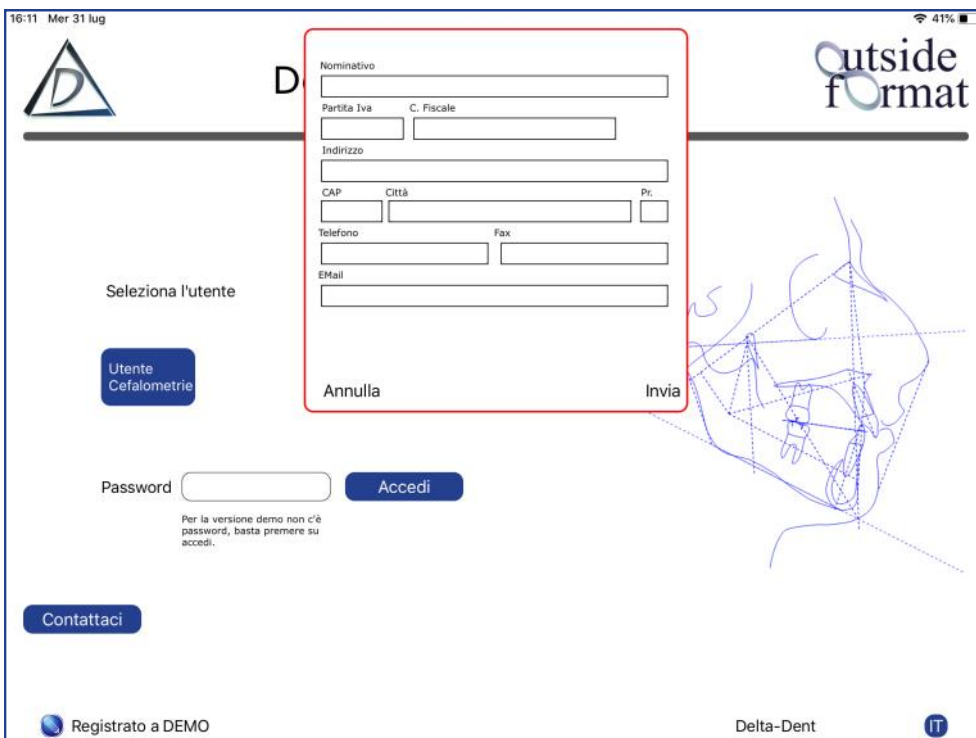 16:11 Mer 31 lug
41%
D
D
Outside
format
Nominativo
Partita Iva C. Fiscale
Indirizzo
CAP Città Pr.
Telefono Fax
EMail
Annulla Invia
Seleziona l'utente
Utente
Cefalometrie
Password Accedi
Per la versione demo non c'è
password, basta premere su
accedi.
Contattaci
Registrato a DEMO Delta-Dent IT